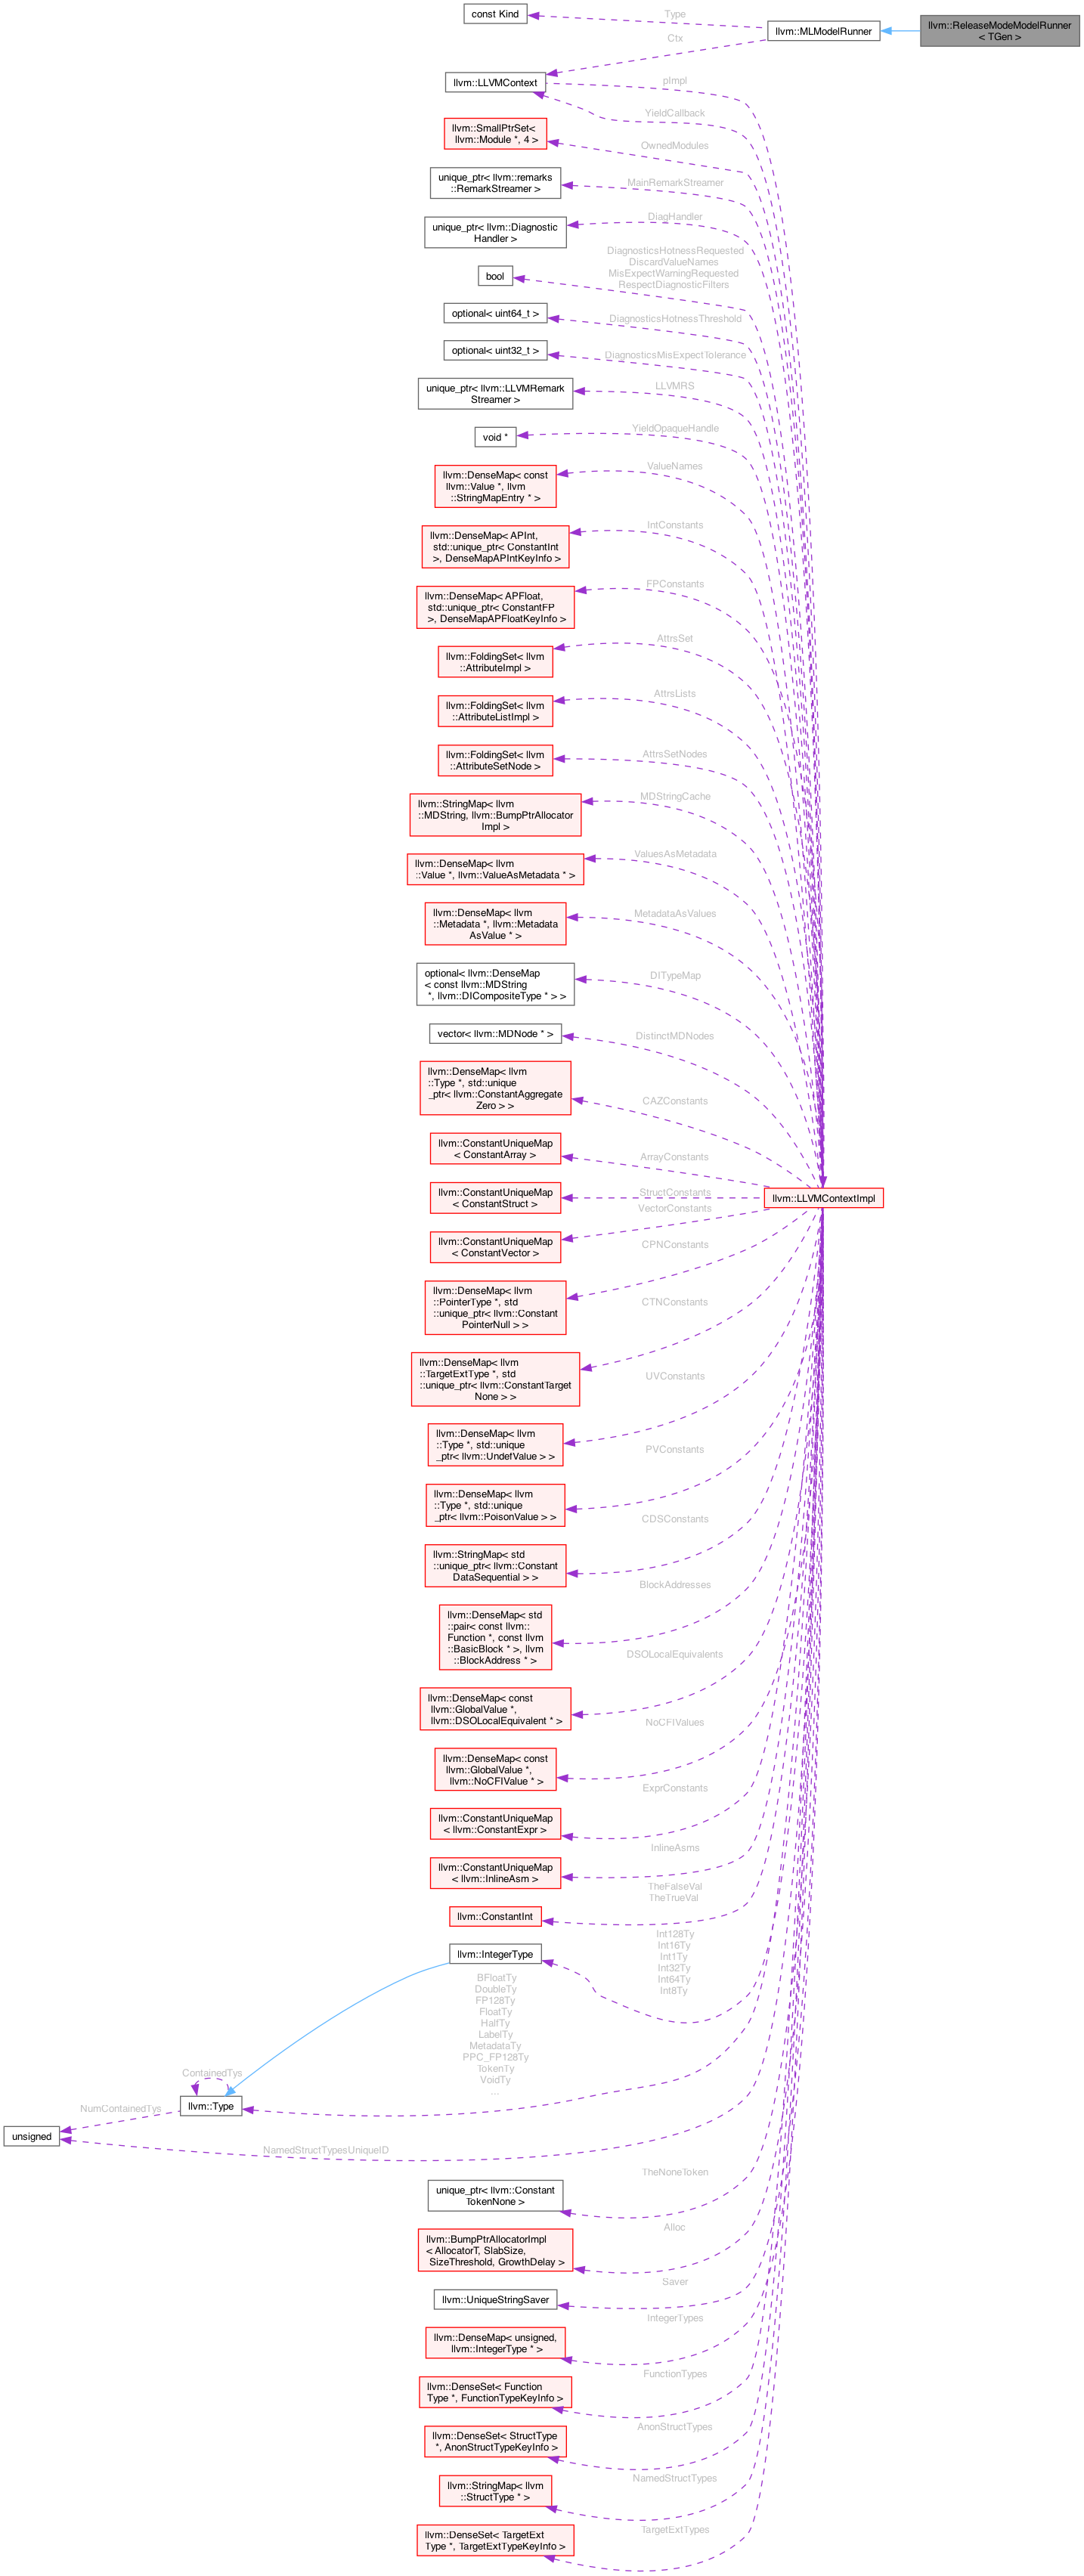 const Kind
Type
llvm::MLModelRunner
llvm::ReleaseModeModelRunner
< TGen >
Ctx
llvm::LLVMContext
pImpl
YieldCallback
llvm::SmallPtrSet<
llvm::Module *, 4 >
OwnedModules
unique_ptr< llvm::remarks
::RemarkStreamer >
MainRemarkStreamer
unique_ptr< llvm::Diagnostic
Handler >
DiagHandler
bool
DiagnosticsHotnessRequested
DiscardValueNames
MisExpectWarningRequested
RespectDiagnosticFilters
optional< uint64_t >
DiagnosticsHotnessThreshold
optional< uint32_t >
DiagnosticsMisExpectTolerance
unique_ptr< llvm::LLVMRemark
Streamer >
LLVMRS
void *
YieldOpaqueHandle
llvm::DenseMap< const
llvm::Value *, llvm
::StringMapEntry * >
ValueNames
llvm::DenseMap< APInt,
std::unique_ptr< ConstantInt
>, DenseMapAPIntKeyInfo >
IntConstants
llvm::DenseMap< APFloat,
std::unique_ptr< ConstantFP
>, DenseMapAPFloatKeyInfo >
FPConstants
llvm::FoldingSet< llvm
::AttributeImpl >
AttrsSet
llvm::FoldingSet< llvm
::AttributeListImpl >
AttrsLists
llvm::FoldingSet< llvm
::AttributeSetNode >
AttrsSetNodes
llvm::StringMap< llvm
::MDString, llvm::BumpPtrAllocator
Impl >
MDStringCache
llvm::DenseMap< llvm
::Value *, llvm::ValueAsMetadata * >
ValuesAsMetadata
llvm::DenseMap< llvm
::Metadata *, llvm::Metadata
AsValue * >
MetadataAsValues
optional< llvm::DenseMap
< const llvm::MDString
*, llvm::DICompositeType * > >
DITypeMap
vector< llvm::MDNode * >
DistinctMDNodes
llvm::DenseMap< llvm
::Type *, std::unique
_ptr< llvm::ConstantAggregate
Zero > >
CAZConstants
llvm::ConstantUniqueMap
< ConstantArray >
ArrayConstants
llvm::ConstantUniqueMap
< ConstantStruct >
StructConstants
llvm::LLVMContextImpl
llvm::ConstantUniqueMap
< ConstantVector >
VectorConstants
llvm::DenseMap< llvm
::PointerType *, std
::unique_ptr< llvm::Constant
PointerNull > >
CPNConstants
llvm::DenseMap< llvm
::TargetExtType *, std
::unique_ptr< llvm::ConstantTarget
None > >
CTNConstants
llvm::DenseMap< llvm
::Type *, std::unique
_ptr< llvm::UndefValue > >
UVConstants
llvm::DenseMap< llvm
::Type *, std::unique
_ptr< llvm::PoisonValue > >
PVConstants
llvm::StringMap< std
::unique_ptr< llvm::Constant
DataSequential > >
CDSConstants
llvm::DenseMap< std
::pair< const llvm::
Function *, const llvm
::BasicBlock * >, llvm
::BlockAddress * >
BlockAddresses
llvm::DenseMap< const
llvm::GlobalValue *,
llvm::DSOLocalEquivalent * >
DSOLocalEquivalents
llvm::DenseMap< const
llvm::GlobalValue *,
llvm::NoCFIValue * >
NoCFIValues
llvm::ConstantUniqueMap
< llvm::ConstantExpr >
ExprConstants
llvm::ConstantUniqueMap
< llvm::InlineAsm >
InlineAsms
llvm::ConstantInt
TheFalseVal
TheTrueVal
llvm::IntegerType
Int128Ty
Int16Ty
Int1Ty
Int32Ty
Int64Ty
Int8Ty
BFloatTy
DoubleTy
FP128Ty
FloatTy
HalfTy
LabelTy
MetadataTy
PPC_FP128Ty
TokenTy
VoidTy
...
ContainedTys
llvm::Type
NumContainedTys
unsigned
NamedStructTypesUniqueID
unique_ptr< llvm::Constant
TokenNone >
TheNoneToken
llvm::BumpPtrAllocatorImpl
< AllocatorT, SlabSize,
SizeThreshold, GrowthDelay >
Alloc
llvm::UniqueStringSaver
Saver
llvm::DenseMap< unsigned,
llvm::IntegerType * >
IntegerTypes
llvm::DenseSet< Function
Type *, FunctionTypeKeyInfo >
FunctionTypes
llvm::DenseSet< StructType
*, AnonStructTypeKeyInfo >
AnonStructTypes
llvm::StringMap< llvm
::StructType * >
NamedStructTypes
llvm::DenseSet< TargetExt
Type *, TargetExtTypeKeyInfo >
TargetExtTypes